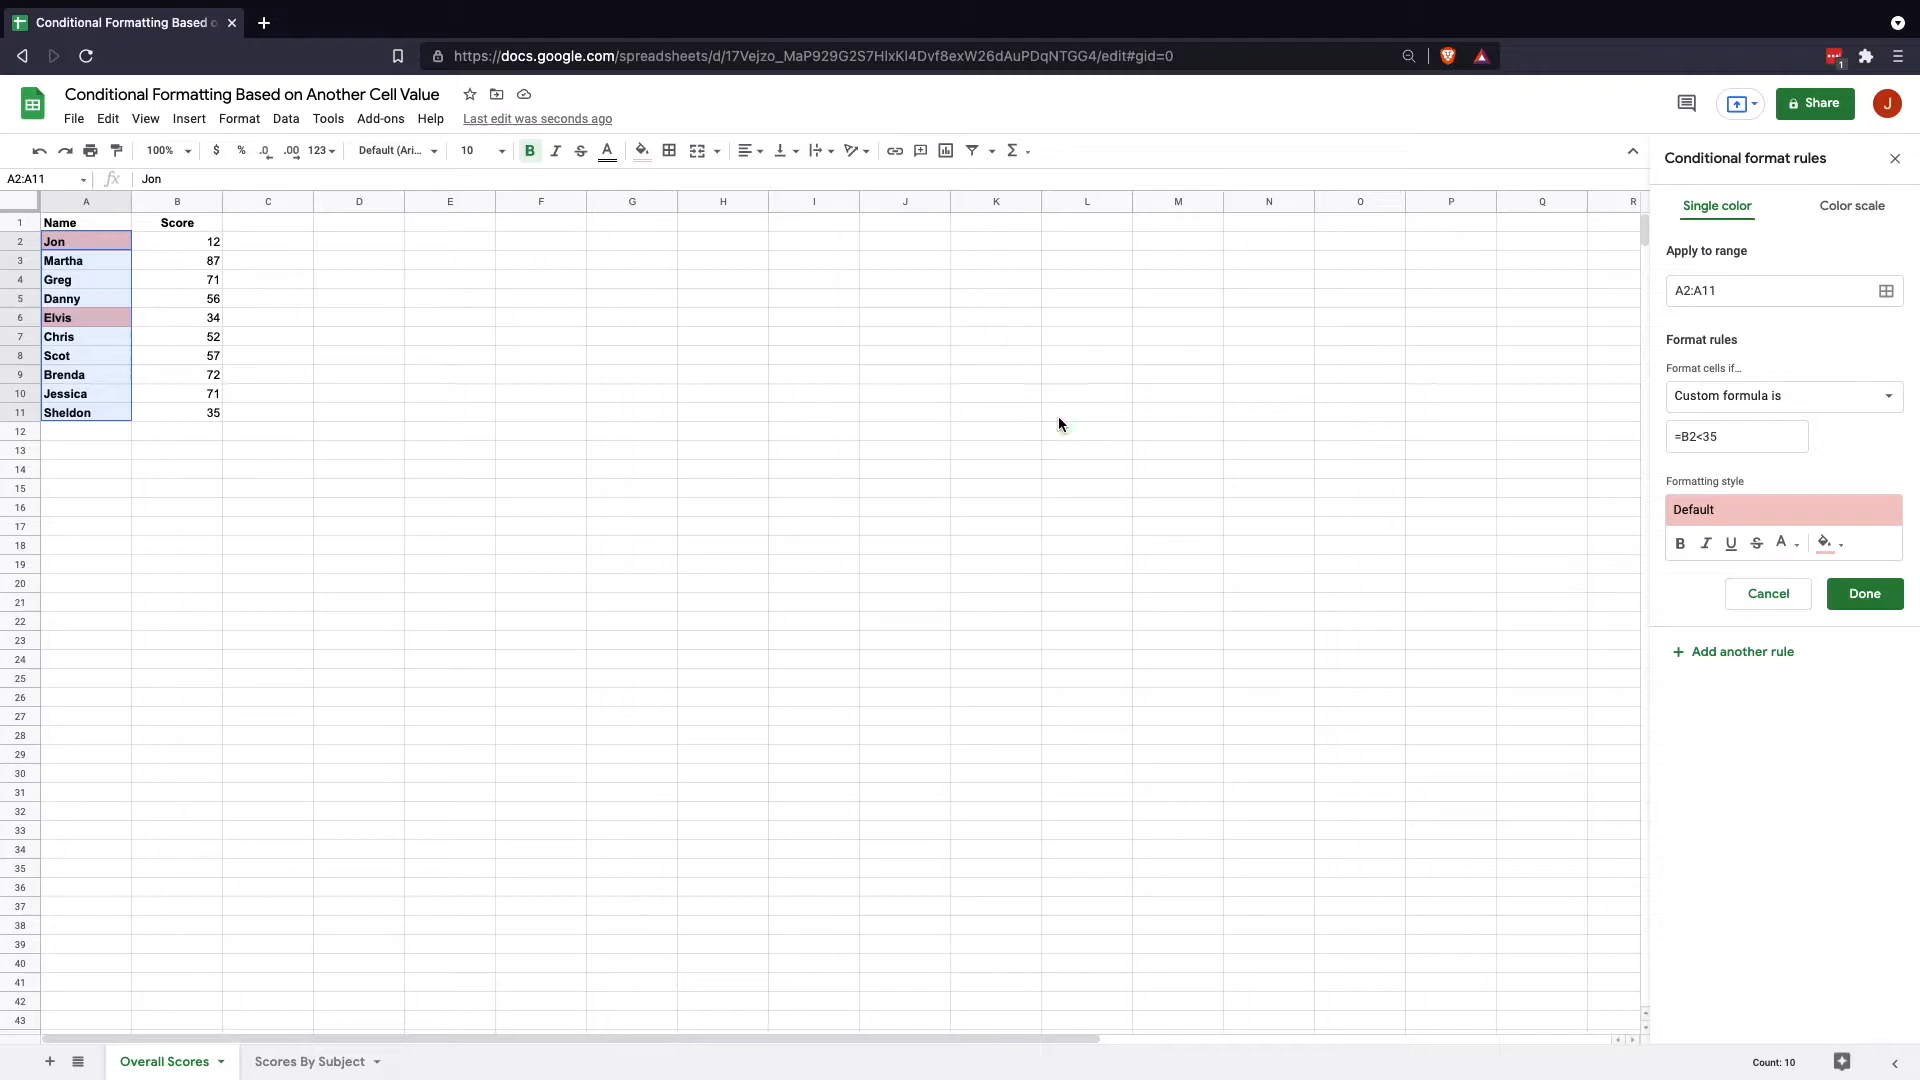 Conditional Formatting Based o
https://docs.google.com/spreadsheets/d/17Vejzo_MaP929G2S7HlxKl4Dvf8exW26dAuPDqNTGG4/edit#gid=0
1
Conditional Formatting Based on Another Cell Value
File Edit View Insert Format Data Tools Add-ons Help Last edit was seconds ago
Share
J
100% $ % .0 .00 123 Default (Ari... 10 B I S A Σ
A2:A11 fx Jon
A B C D E F G H I J K L M N O P Q R
1 Name Score
2 Jon 12
3 Martha 87
4 Greg 71
5 Danny 56
6 Elvis 34
7 Chris 52
8 Scot 57
9 Brenda 72
10 Jessica 71
11 Sheldon 35
12
13
14
15
16
17
18
19
20
21
22
23
24
25
26
27
28
29
30
31
32
33
34
35
36
37
38
39
40
41
42
43
Conditional format rules
Single color Color scale
Apply to range
A2:A11
Format rules
Format cells if...
Custom formula is
=B2<35
Formatting style
Default
B I U S A
Cancel Done
+ Add another rule
+ Overall Scores Scores By Subject Count: 10